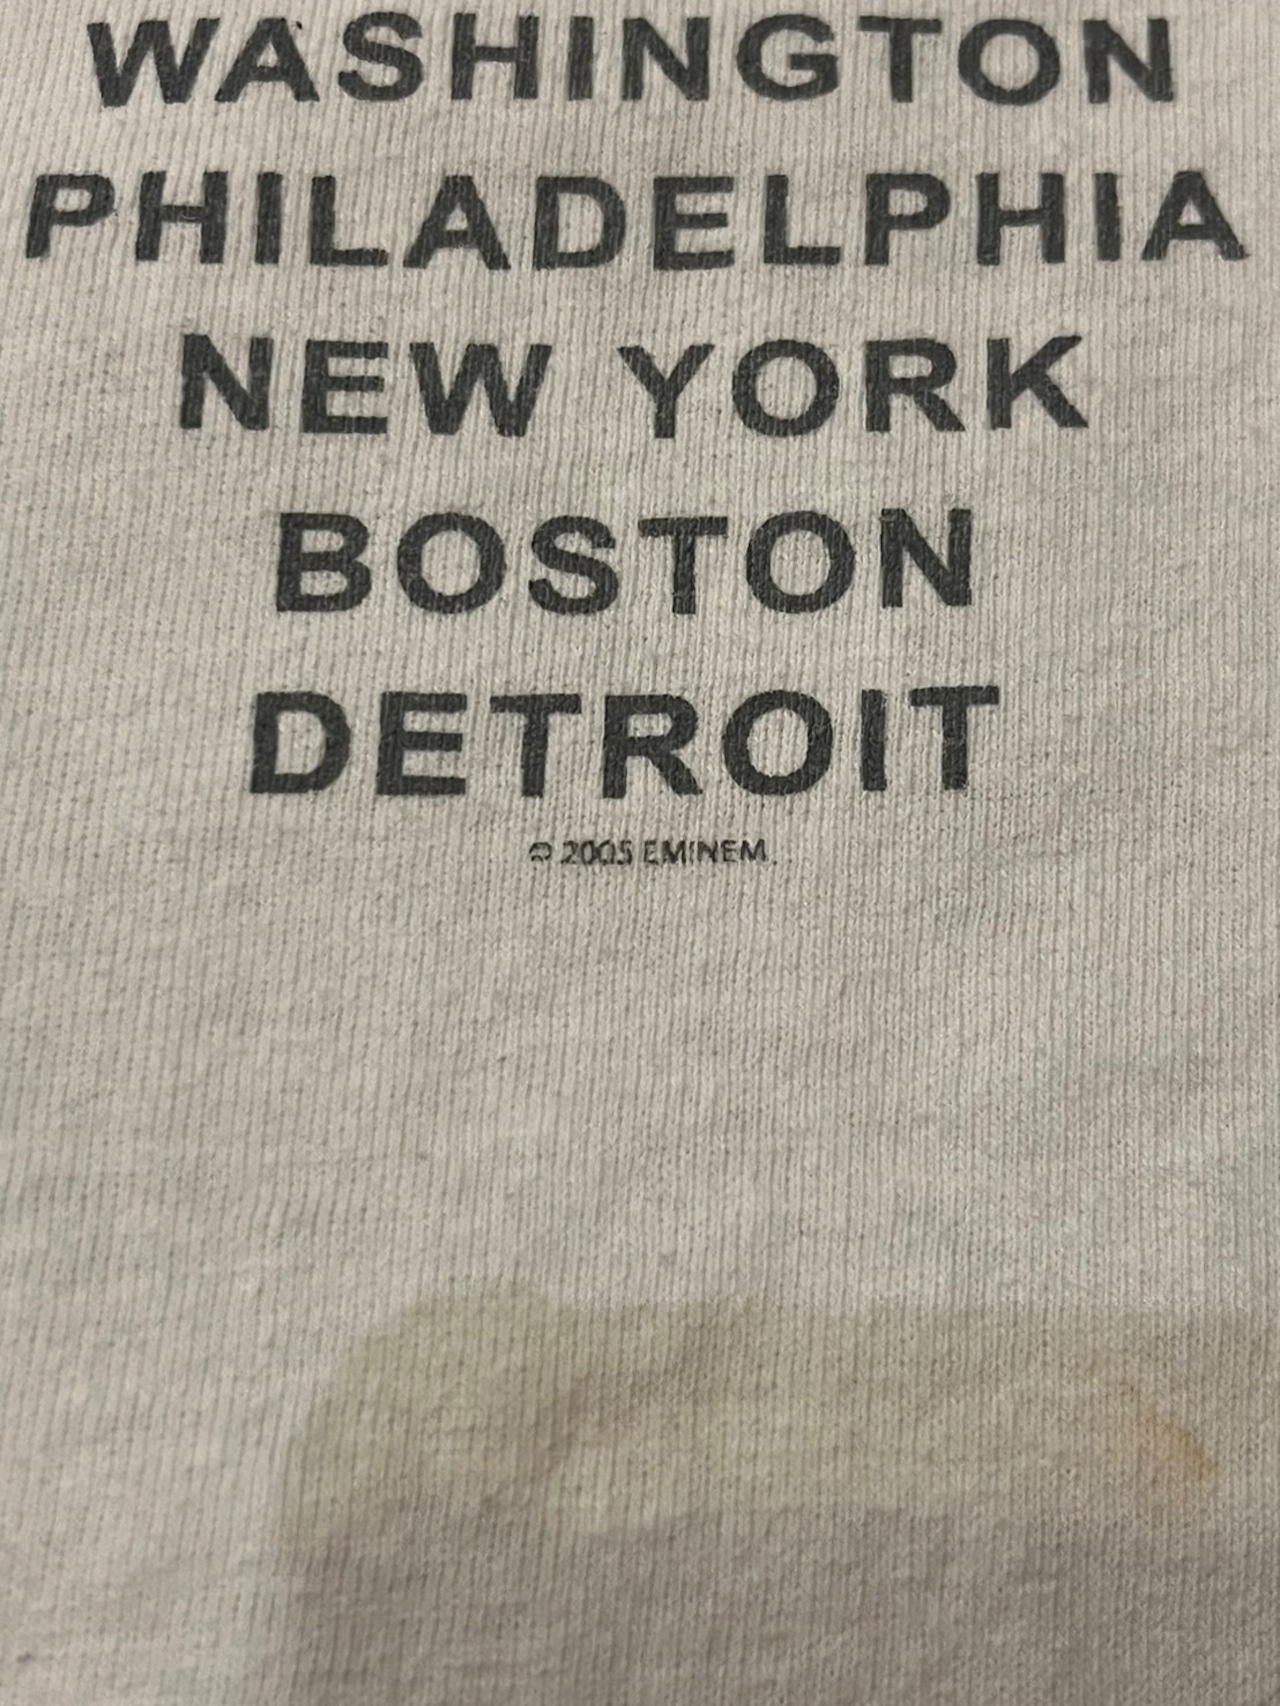 WASHINGTON
PHILADELPHIA
NEW YORK
BOSTON
DETROIT
© 2005 EMINEM